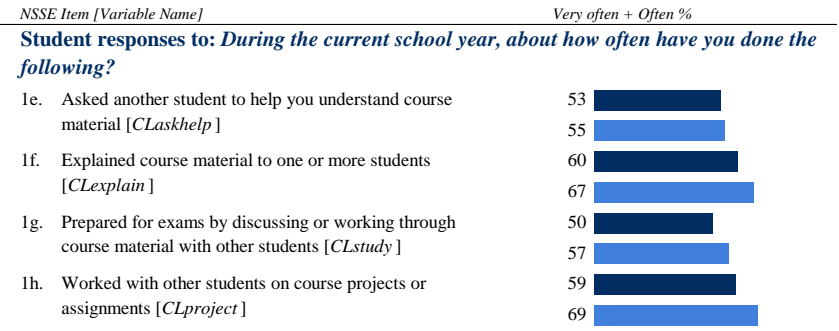 NSSE Item [Variable Name] Very often + Often %
Student responses to: During the current school year, about how often have you done the
following?
1e. Asked another student to help you understand course 53
material [CLaskhelp ] 55
1f. Explained course material to one or more students 60
[CLexplain ] 67
1g. Prepared for exams by discussing or working through 50
course material with other students [CLstudy ] 57
1h. Worked with other students on course projects or 59
assignments [CLproject ] 69